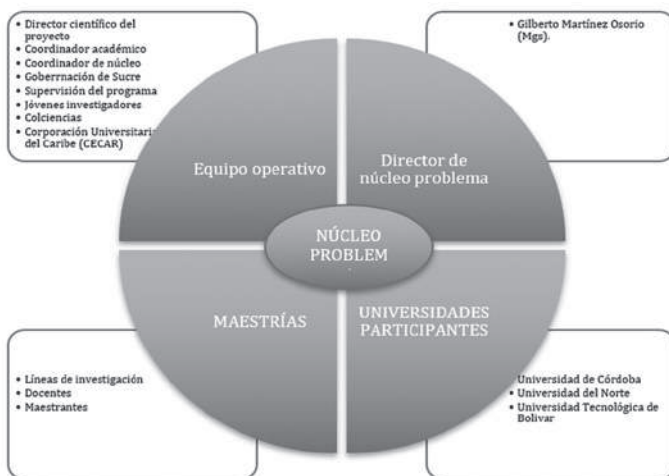 • Director científico del
proyecto
• Coordinador académico
• Coordinador de núcleo
• Goberrnación de Sucre
• Supervisión del programa
• Jóvenes investigadores
• Colciencias
• Corporación Universitaria
del Caribe (CECAR)
• Gilberto Martínez Osorio
(Mgs).
Equipo operativo
Director de
núcleo problema
NÚCLEO
PROBLEM
.
MAESTRÍAS
UNIVERSIDADES
PARTICIPANTES
• Líneas de investigación
• Docentes
• Maestrantes
Universidad de Córdoba
• Universidad del Norte
• Universidad Tecnológica de
Bolivar